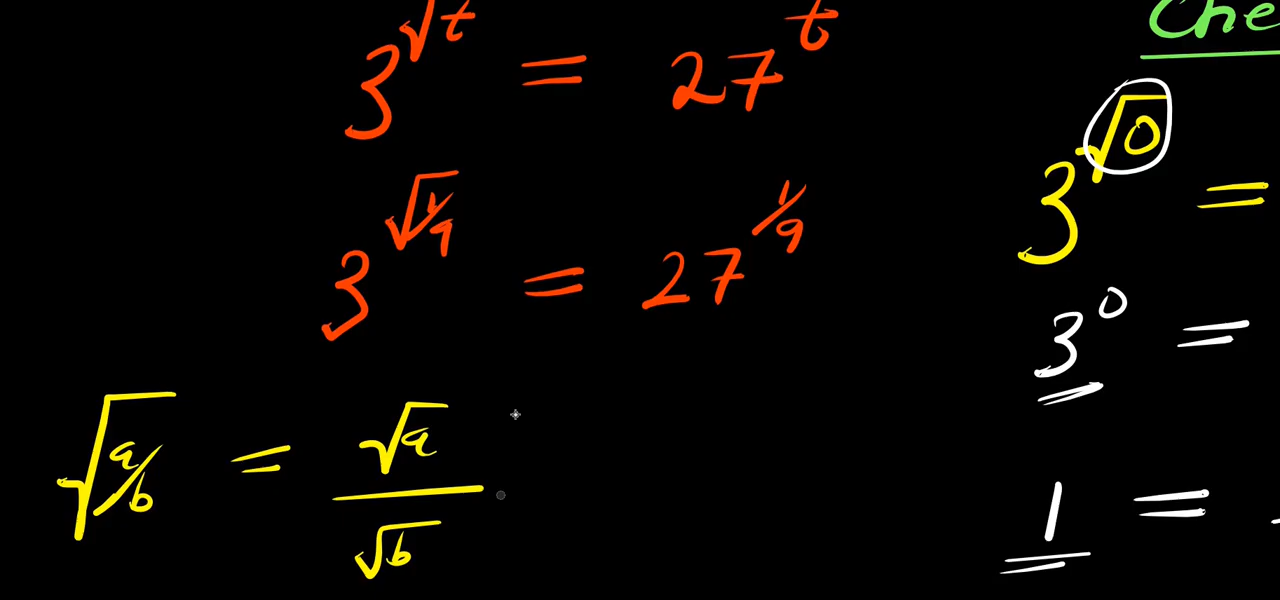 3^√t = 27^t
3^√(1/9) = 27^(1/9)
√(a/b) = √a/√b
Che
3^√0 =
3^0 =
1 =